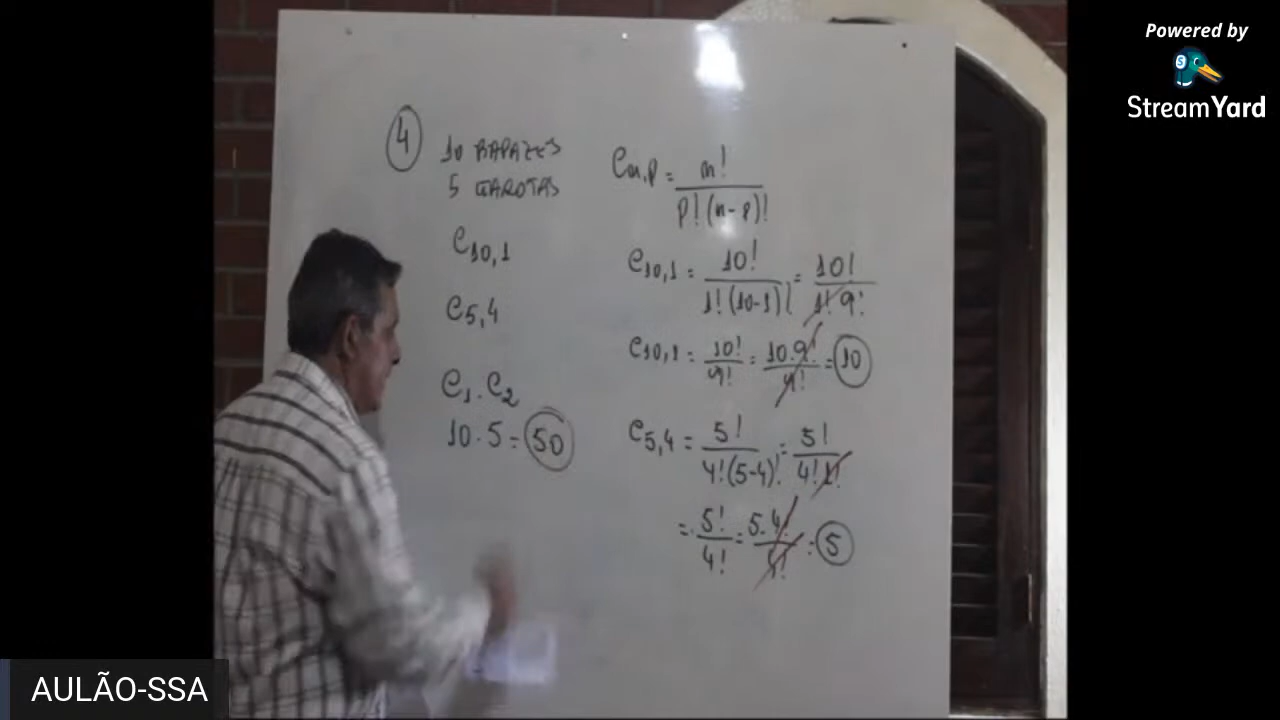 Powered by
StreamYard
4
10 RAPAZES
5 GAROTAS
C10,1
C5,4
C1 . C2
10 . 5 = 50
Cn,p = n! / p! (n-p)!
C10,1 = 10! / 1! (10-1)! = 10! / 1! 9!
C10,1 = 10! / 9! = 10.9! / 9! = 10
C5,4 = 5! / 4! (5-4)! = 5! / 4! 1!
= 5! / 4! = 5.4! / 4! = 5
AULÃO-SSA